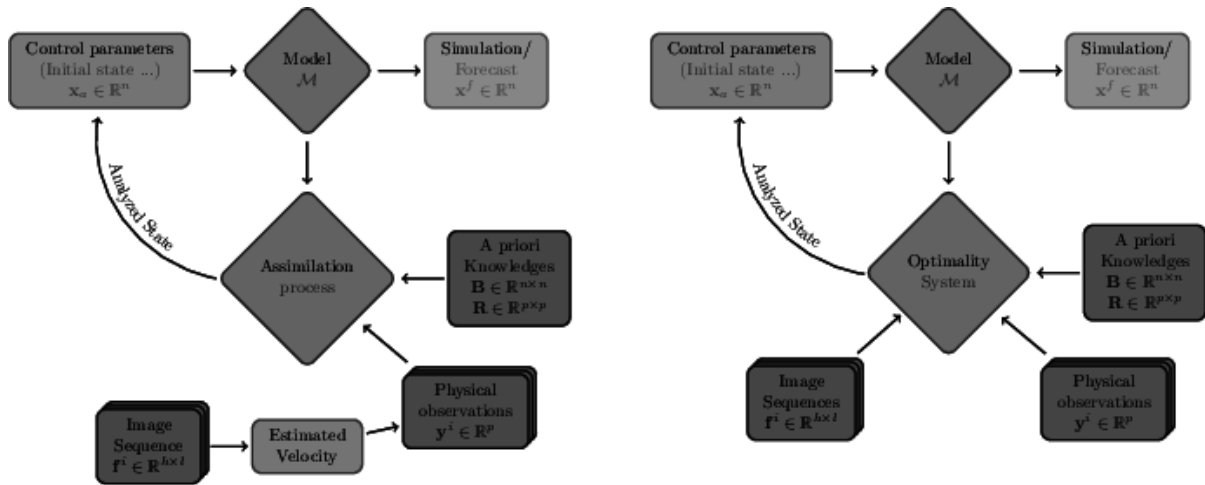 Control parameters
(Initial state ...)
𝐱ₐ ∈ ℝⁿ
Model
ℳ
Simulation/
Forecast
𝐱ᶠ ∈ ℝⁿ
Analyzed State
Assimilation
process
A priori
Knowledges
𝐁 ∈ ℝⁿˣⁿ
𝐑 ∈ ℝᵖˣᵖ
Physical
observations
𝐲ⁱ ∈ ℝᵖ
Image
Sequence
𝐟ⁱ ∈ ℝʰˣˡ
Estimated
Velocity
Control parameters
(Initial state ...)
𝐱ₐ ∈ ℝⁿ
Model
ℳ
Simulation/
Forecast
𝐱ᶠ ∈ ℝⁿ
Analyzed State
Optimality
System
A priori
Knowledges
𝐁 ∈ ℝⁿˣⁿ
𝐑 ∈ ℝᵖˣᵖ
Image
Sequences
𝐟ⁱ ∈ ℝʰˣˡ
Physical
observations
𝐲ⁱ ∈ ℝᵖ